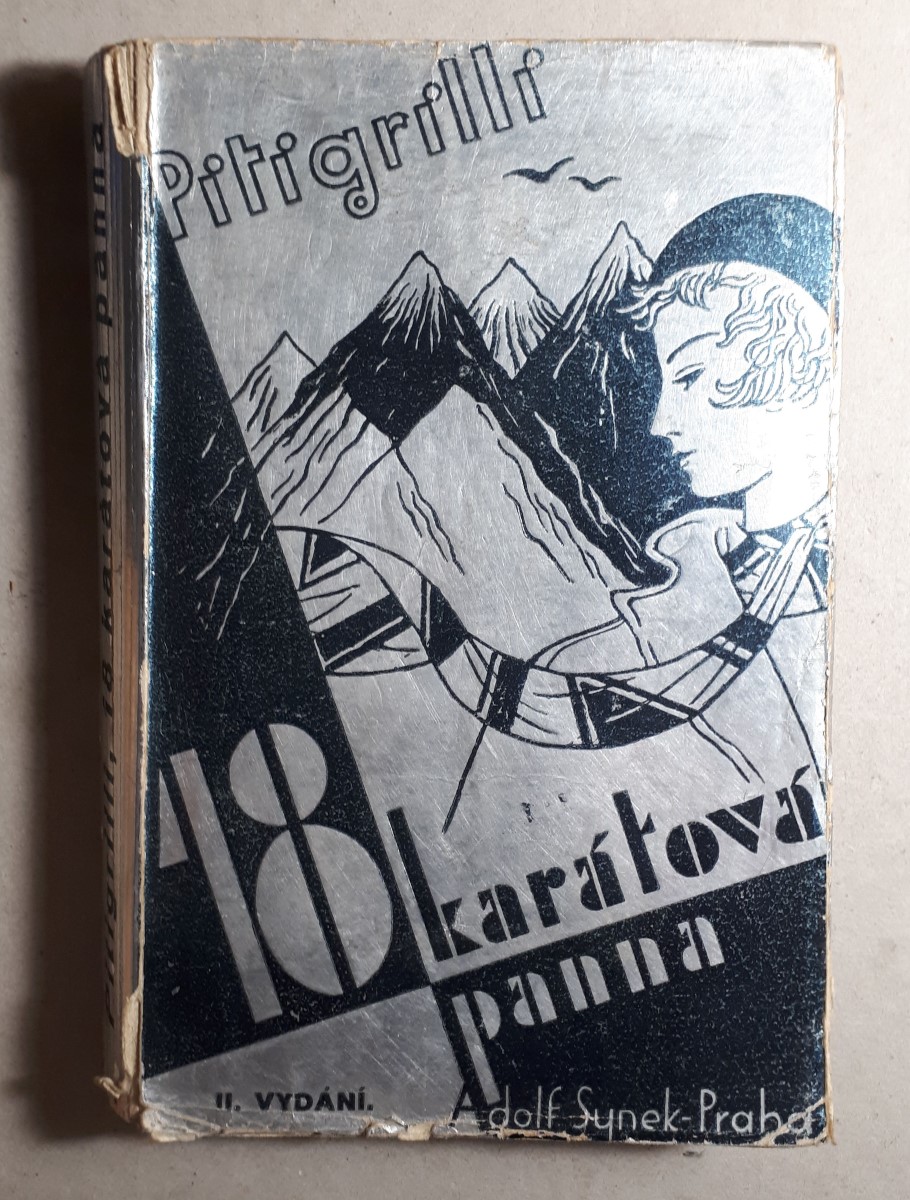 Pitigrilli
18
karátová
panna
II. VYDÁNÍ.
Adolf Synek-Praha
Pitigrilli, 18 karátová panna